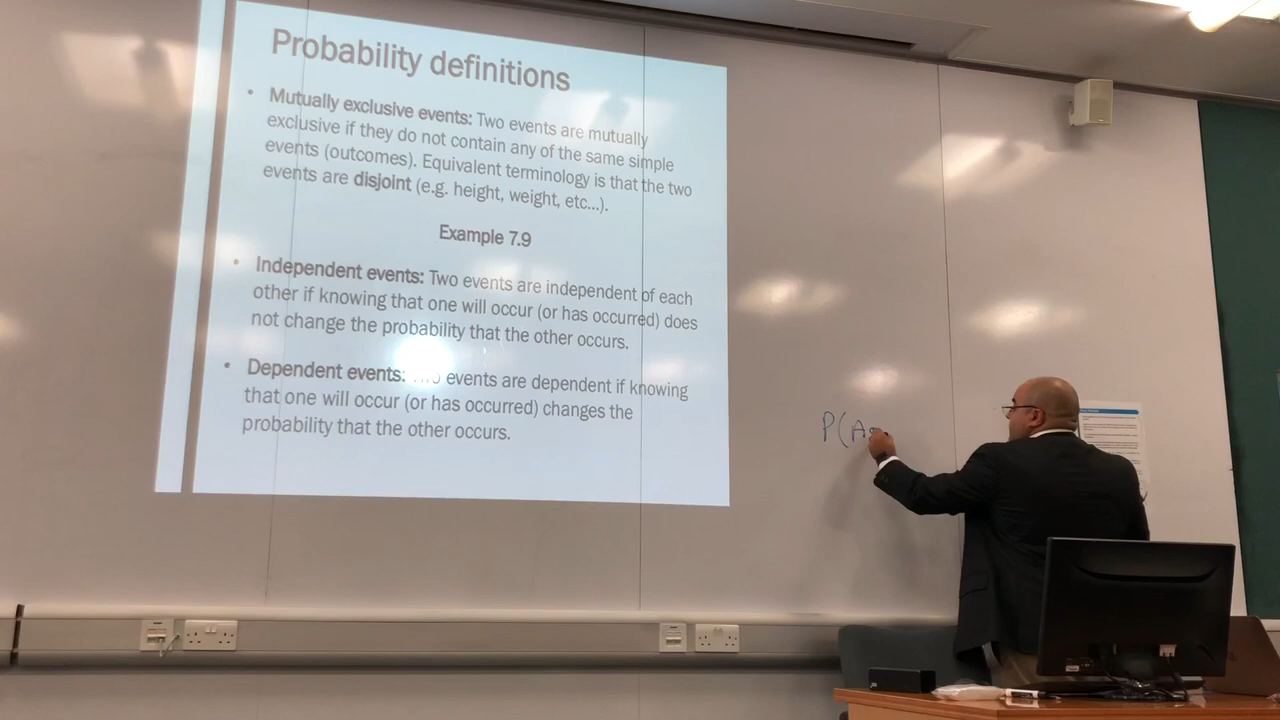 Probability definitions
• Mutually exclusive events: Two events are mutually
exclusive if they do not contain any of the same simple
events (outcomes). Equivalent terminology is that the two
events are disjoint (e.g. height, weight, etc...).
Example 7.9
• Independent events: Two events are independent of each
other if knowing that one will occur (or has occurred) does
not change the probability that the other occurs.
• Dependent events: Two events are dependent if knowing
that one will occur (or has occurred) changes the
probability that the other occurs.
P(A